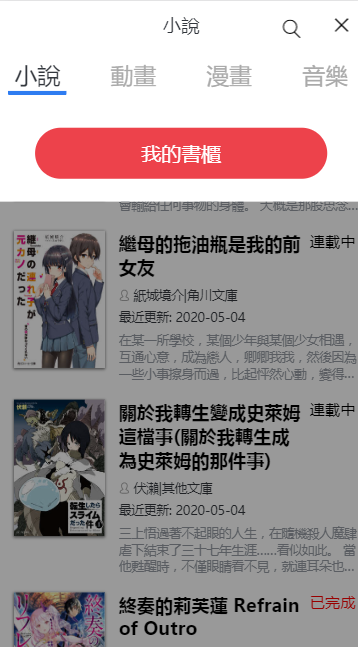 小說
小說 動畫 漫畫 音樂
我的書櫃
會輸給任何事物的身體。 大概是那股思念...
継母の連れ子が
元カノだった
繼母的拖油瓶是我的前 連載中
女友
紙城境介|角川文庫
最近更新: 2020-05-04
在某一所學校，某個少年與某個少女相遇，
互通心意，成為戀人，卿卿我我，然後因為
一些小事擦身而過，比起怦然心動，變得...
伏瀬
転生したら
スライム
だった件
關於我轉生變成史萊姆 連載中
這檔事(關於我轉生成
為史萊姆的那件事)
伏瀨|其他文庫
最近更新: 2020-05-04
三上悟過著不起眼的人生，在隨機殺人魔肆
虐下結束了三十七年生涯……看似如此。 當
他甦醒時，不僅眼睛看不見，就連耳朵也...
終奏の
リフレ
終奏的莉芙蓮 Refrain 已完成
of Outro